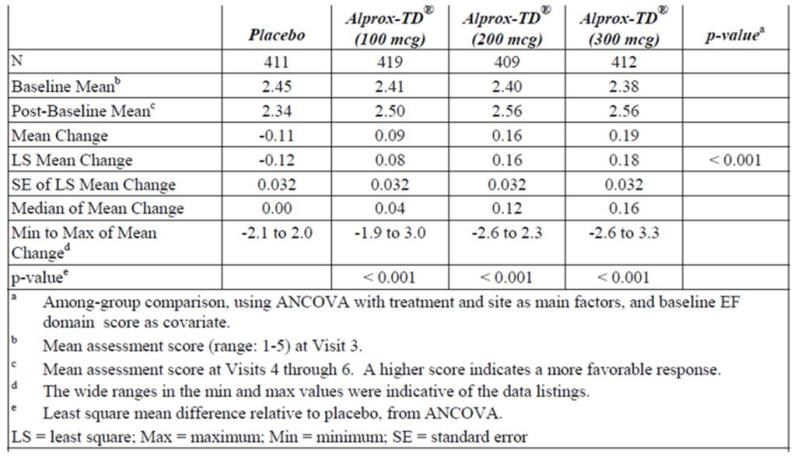 Placebo Alprox-TD® (100 mcg) Alprox-TD® (200 mcg) Alprox-TD® (300 mcg) p-valueᵃ
N 411 419 409 412
Baseline Meanᵇ 2.45 2.41 2.40 2.38
Post-Baseline Meanᶜ 2.34 2.50 2.56 2.56
Mean Change -0.11 0.09 0.16 0.19
LS Mean Change -0.12 0.08 0.16 0.18 < 0.001
SE of LS Mean Change 0.032 0.032 0.032 0.032
Median of Mean Change 0.00 0.04 0.12 0.16
Min to Max of Mean Changeᵈ -2.1 to 2.0 -1.9 to 3.0 -2.6 to 2.3 -2.6 to 3.3
p-valueᵉ < 0.001 < 0.001 < 0.001
a Among-group comparison, using ANCOVA with treatment and site as main factors, and baseline EF
domain score as covariate.
b Mean assessment score (range: 1-5) at Visit 3.
c Mean assessment score at Visits 4 through 6. A higher score indicates a more favorable response.
d The wide ranges in the min and max values were indicative of the data listings.
e Least square mean difference relative to placebo, from ANCOVA.
LS = least square; Max = maximum; Min = minimum; SE = standard error